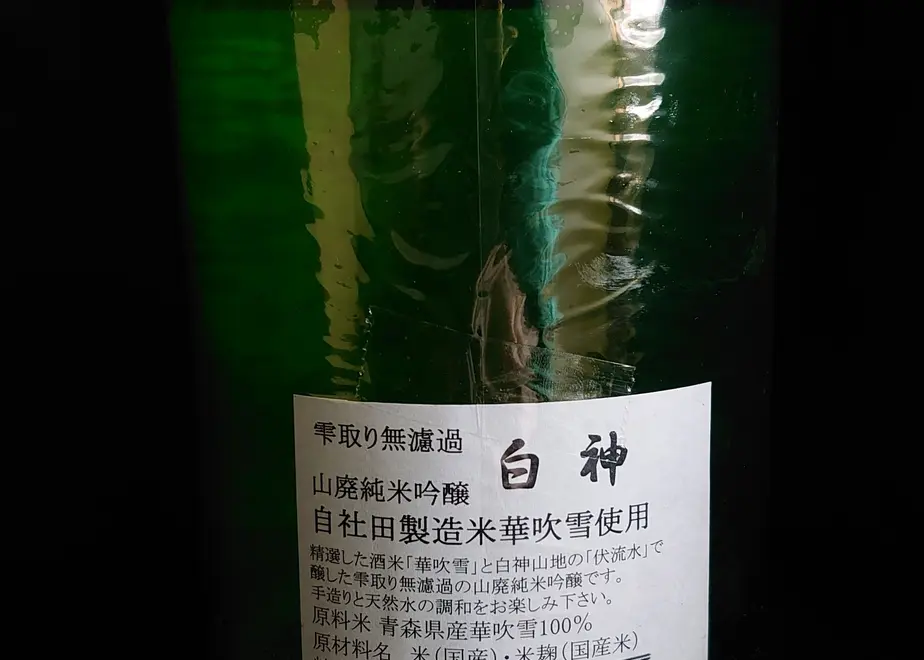 雫取り無濾過
白神
山廃純米吟醸
自社田製造米華吹雪使用
精選した酒米「華吹雪」と白神山地の「伏流水」で
醸した雫取り無濾過の山廃純米吟醸です。
手造りと天然水の調和をお楽しみ下さい。
原料米 青森県産華吹雪100%
原材料名 米(国産)・米麹(国産米)